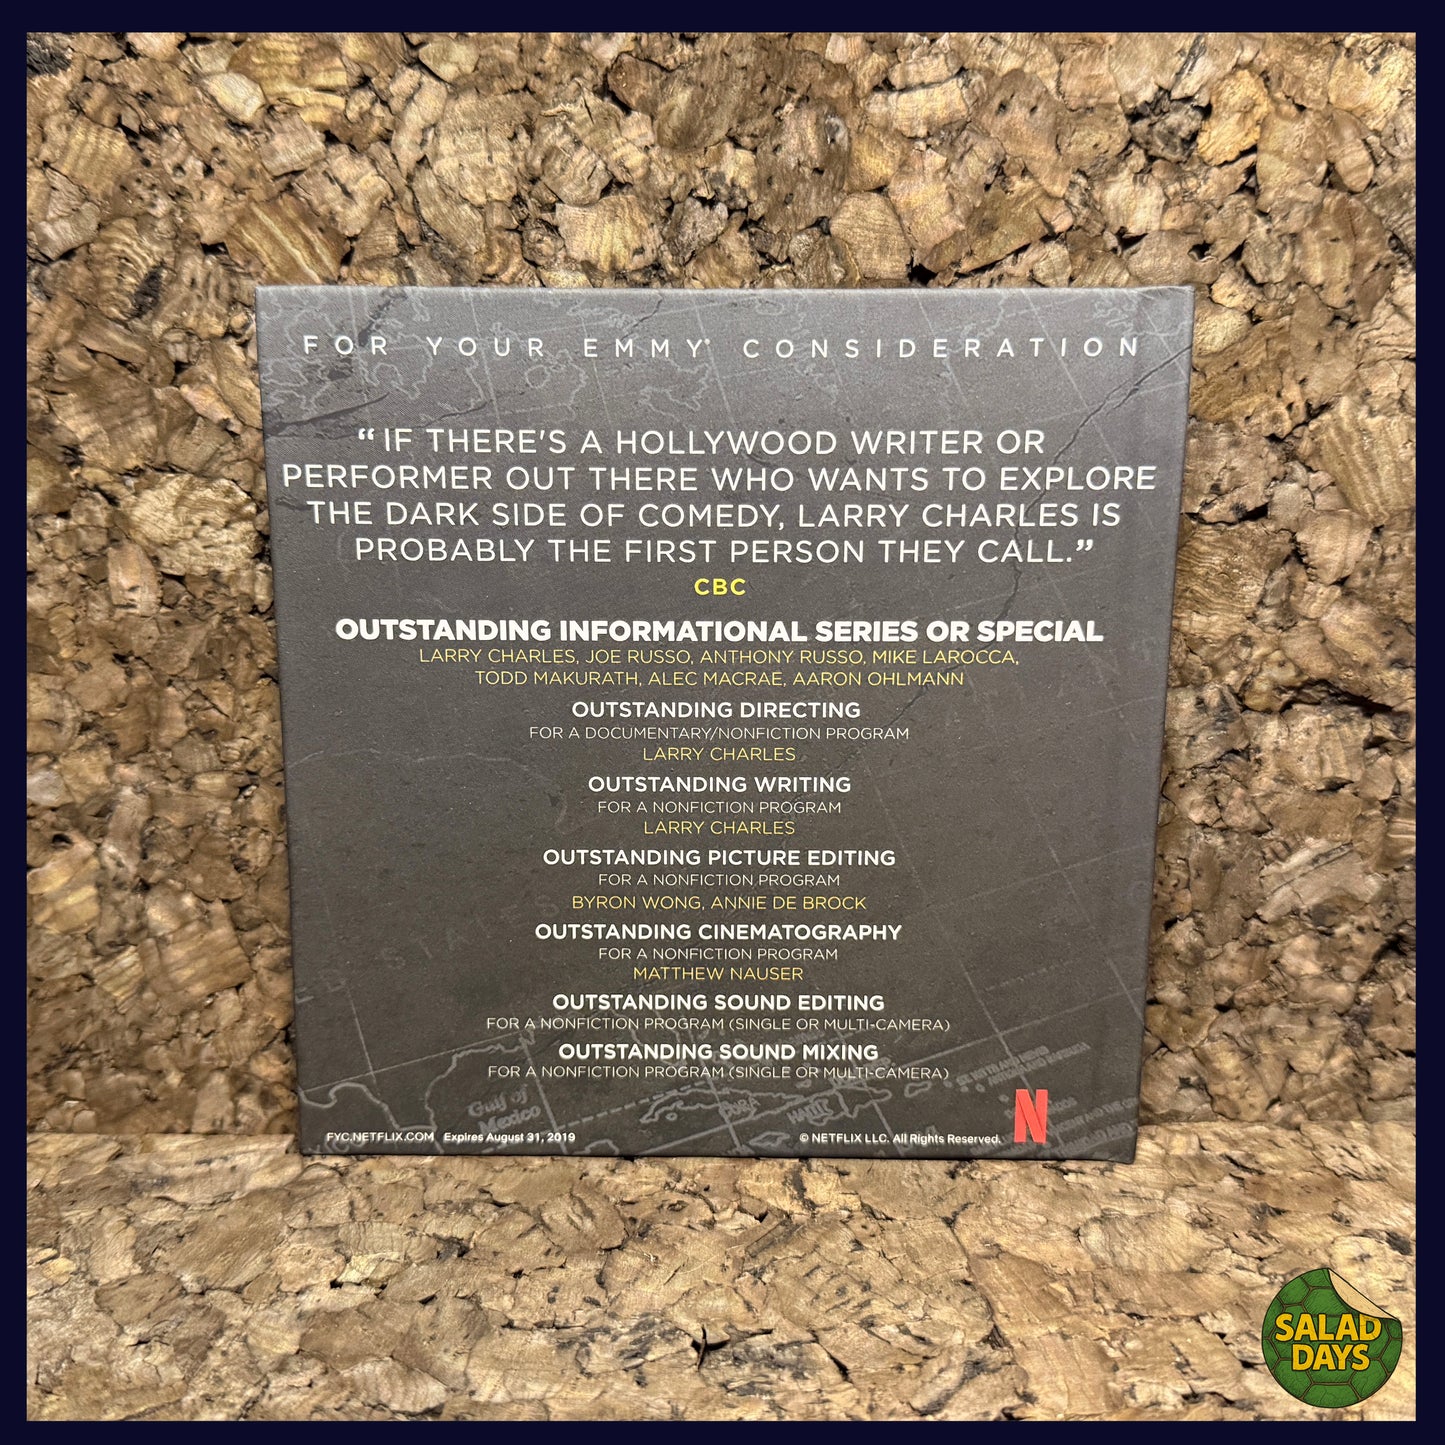 FOR YOUR EMMY® CONSIDERATION
“IF THERE'S A HOLLYWOOD WRITER OR
PERFORMER OUT THERE WHO WANTS TO EXPLORE
THE DARK SIDE OF COMEDY, LARRY CHARLES IS
PROBABLY THE FIRST PERSON THEY CALL.”
CBC
OUTSTANDING INFORMATIONAL SERIES OR SPECIAL
LARRY CHARLES, JOE RUSSO, ANTHONY RUSSO, MIKE LAROCCA,
TODD MAKURATH, ALEC MACRAE, AARON OHLMANN
OUTSTANDING DIRECTING
FOR A DOCUMENTARY/NONFICTION PROGRAM
LARRY CHARLES
OUTSTANDING WRITING
FOR A NONFICTION PROGRAM
LARRY CHARLES
OUTSTANDING PICTURE EDITING
FOR A NONFICTION PROGRAM
BYRON WONG, ANNIE DE BROCK
OUTSTANDING CINEMATOGRAPHY
FOR A NONFICTION PROGRAM
MATTHEW NAUSER
OUTSTANDING SOUND EDITING
FOR A NONFICTION PROGRAM (SINGLE OR MULTI-CAMERA)
OUTSTANDING SOUND MIXING
FOR A NONFICTION PROGRAM (SINGLE OR MULTI-CAMERA)
Gulf of
Mexico
CUBA
HAITI
FYC.NETFLIX.COM Expires August 31, 2019
© NETFLIX LLC. All Rights Reserved.
N
SALAD
DAYS